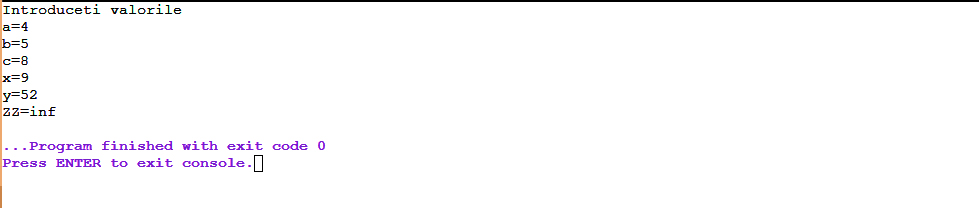 Introduceti valorile
a=4
b=5
c=8
x=9
y=52
ZZ=inf
...Program finished with exit code 0
Press ENTER to exit console.